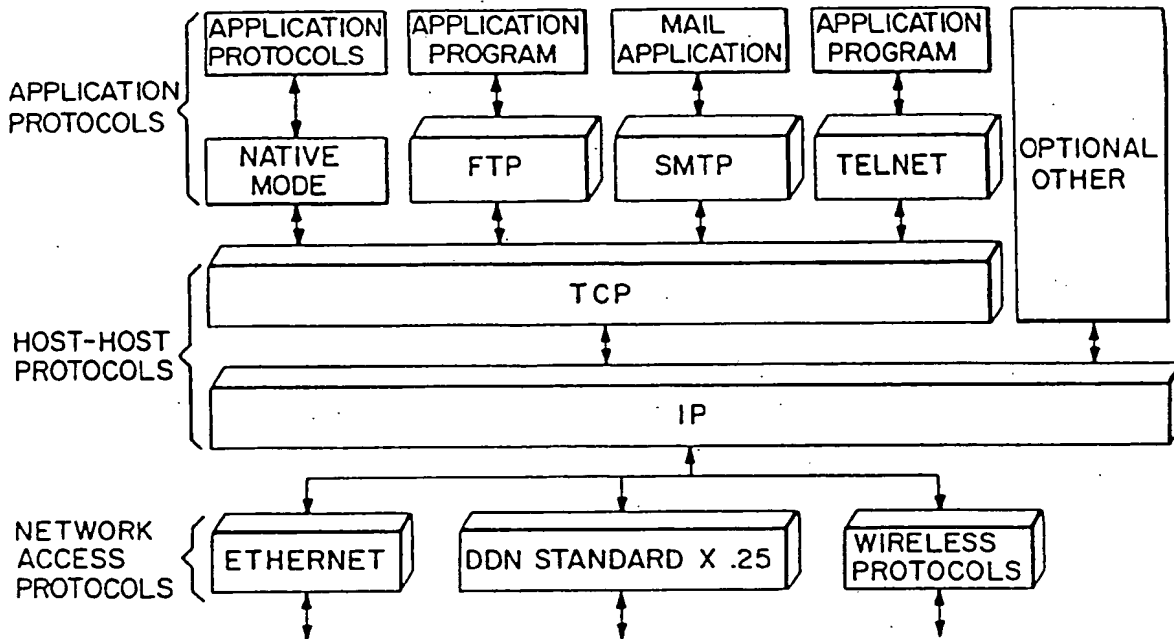 APPLICATION
PROTOCOLS
APPLICATION
PROGRAM
MAIL
APPLICATION
APPLICATION
PROGRAM
APPLICATION
PROTOCOLS
NATIVE
MODE
FTP
SMTP
TELNET
OPTIONAL
OTHER
TCP
HOST-HOST
PROTOCOLS
IP
NETWORK
ACCESS
PROTOCOLS
ETHERNET
DDN STANDARD X .25
WIRELESS
PROTOCOLS